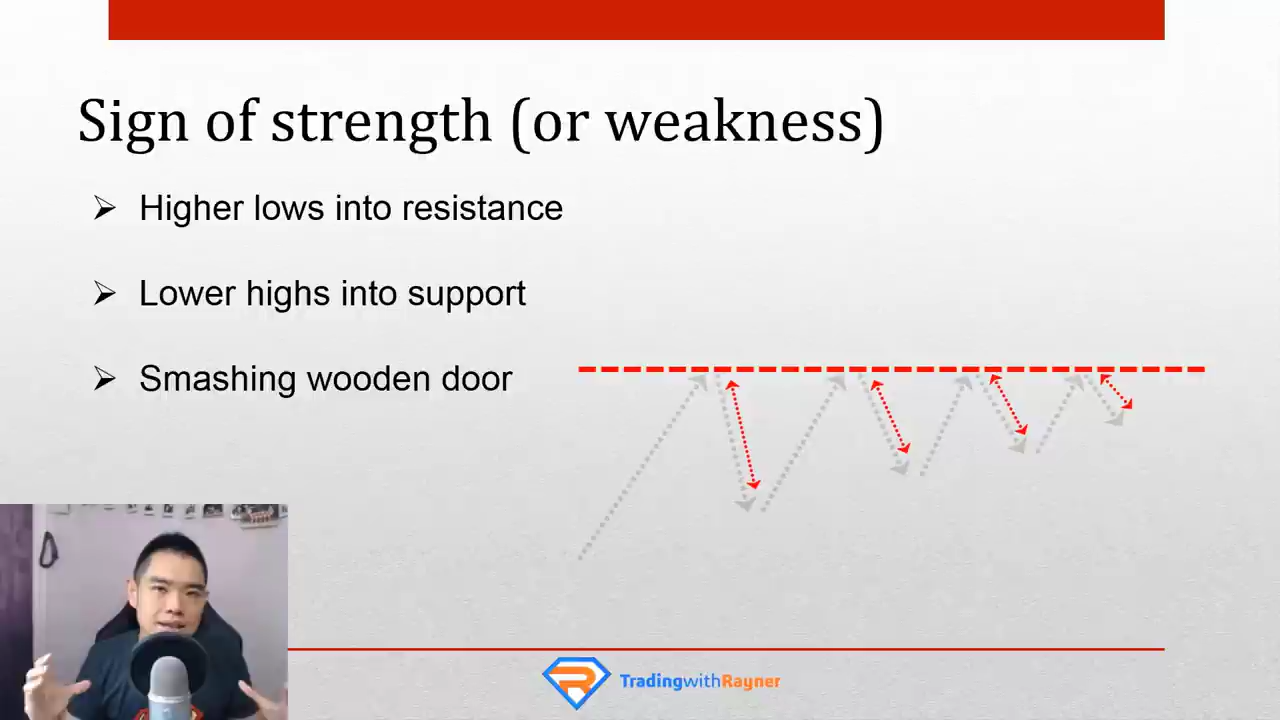 Sign of strength (or weakness)
Higher lows into resistance
Lower highs into support
Smashing wooden door
TradingwithRayner